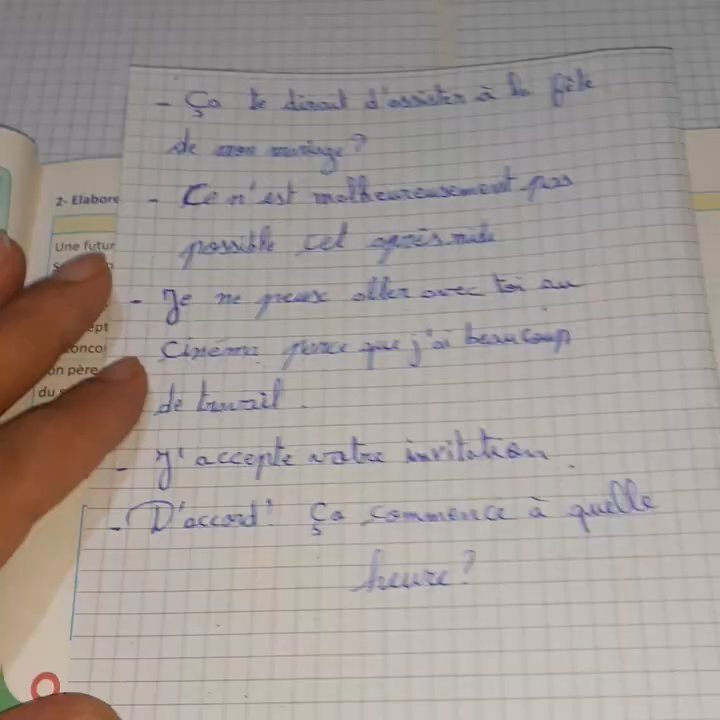 - Ça te dirait d'assister à la fête
de mon mariage?
- Ce n'est malheureusement pas
possible cet après midi
- Je ne peux aller avec toi au
cinéma parce que j'ai beaucoup
de travail.
- J'accepte votre invitation.
- D'accord! Ça commence à quelle
heure?
2- Elabore
Une futur
ept
onco
on père
du